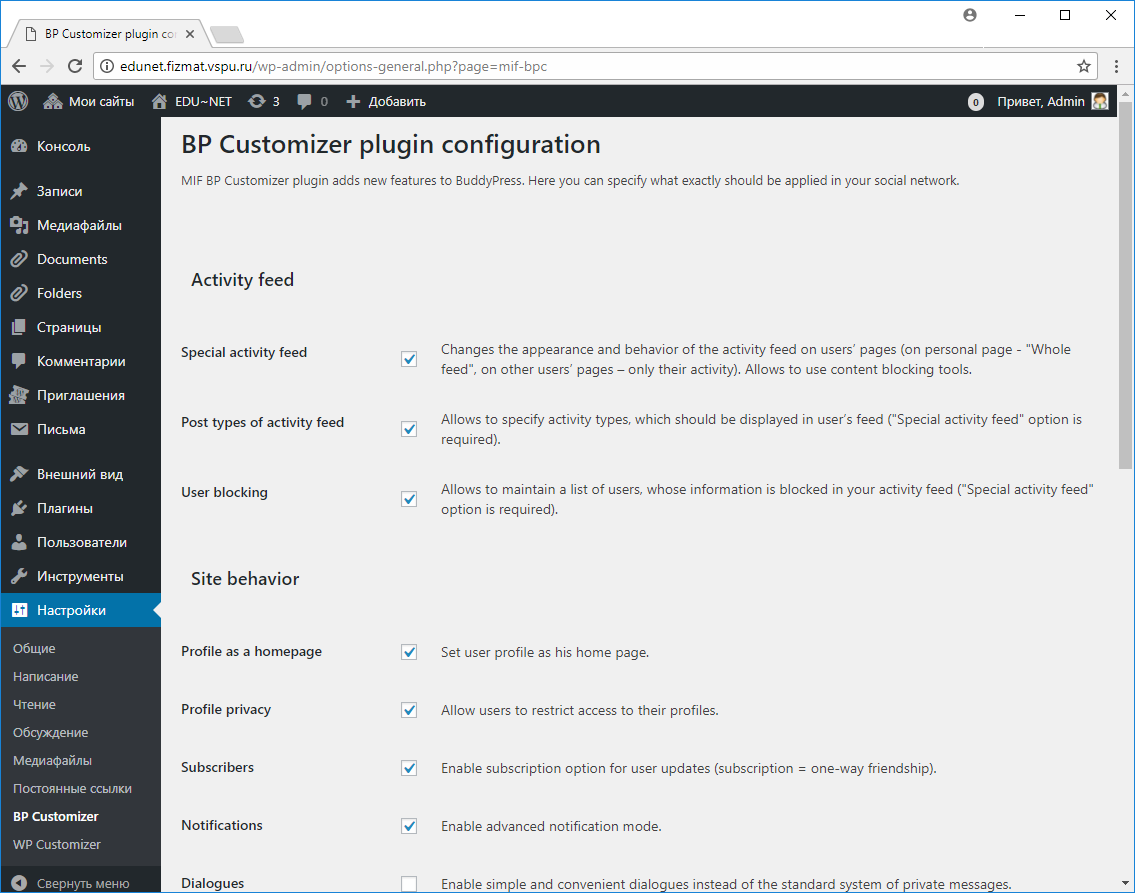 BP Customizer plugin co
edunet.fizmat.vspu.ru/wp-admin/options-general.php?page=mif-bpc
Мои сайты EDU~NET 3 0 Добавить 0 Привет, Admin
Консоль
Записи
Медиафайлы
Documents
Folders
Страницы
Комментарии
Приглашения
Письма
Внешний вид
Плагины
Пользователи
Инструменты
Настройки
Общие
Написание
Чтение
Обсуждение
Медиафайлы
Постоянные ссылки
BP Customizer
WP Customizer
Свернуть меню
BP Customizer plugin configuration
MIF BP Customizer plugin adds new features to BuddyPress. Here you can specify what exactly should be applied in your social network.
Activity feed
Special activity feed
Changes the appearance and behavior of the activity feed on users’ pages (on personal page - "Whole
feed", on other users’ pages – only their activity). Allows to use content blocking tools.
Post types of activity feed
Allows to specify activity types, which should be displayed in user’s feed ("Special activity feed" option is
required).
User blocking
Allows to maintain a list of users, whose information is blocked in your activity feed ("Special activity feed"
option is required).
Site behavior
Profile as a homepage
Set user profile as his home page.
Profile privacy
Allow users to restrict access to their profiles.
Subscribers
Enable subscription option for user updates (subscription = one-way friendship).
Notifications
Enable advanced notification mode.
Dialogues
Enable simple and convenient dialogues instead of the standard system of private messages.